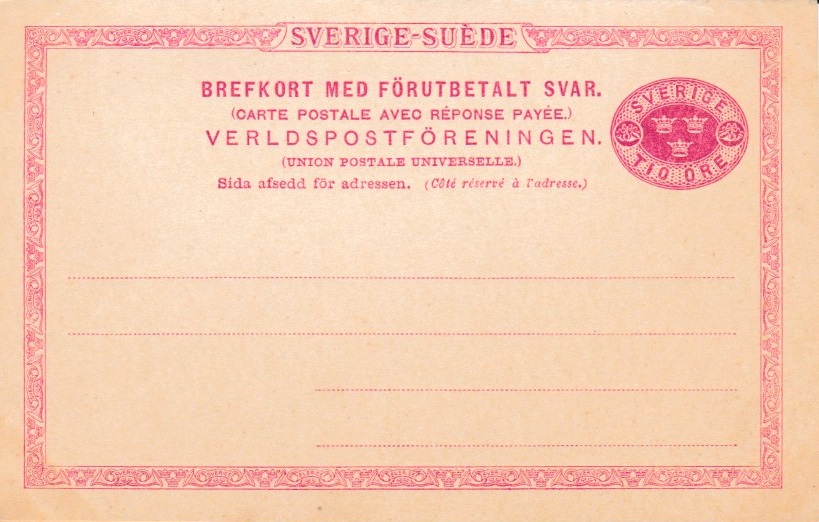 SVERIGE-SUÈDE
BREFKORT MED FÖRUTBETALT SVAR.
(CARTE POSTALE AVEC RÉPONSE PAYÉE.)
VERLDSPOSTFÖRENINGEN.
(UNION POSTALE UNIVERSELLE.)
Sida afsedd för adressen. (Côté réservé à l'adresse.)
SVERIGE
TIO ÖRE